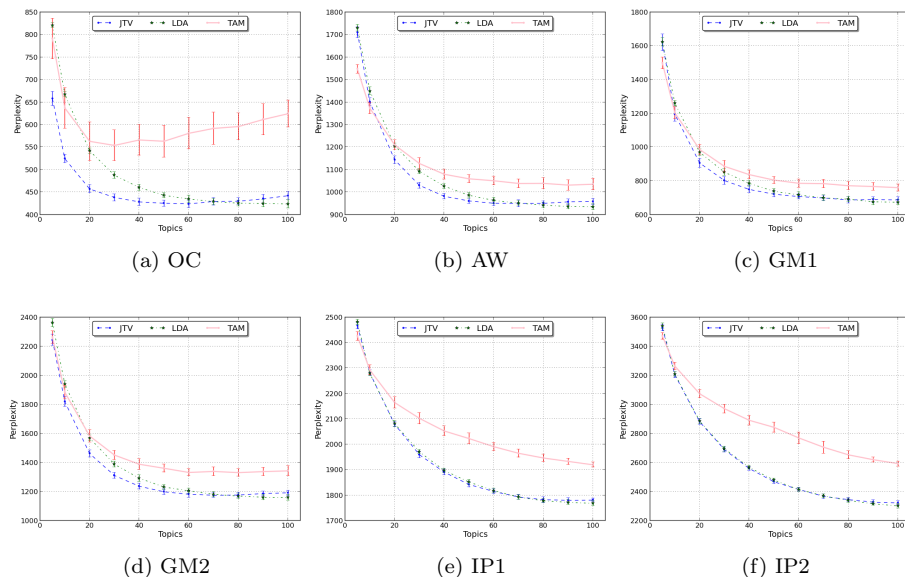 JTV LDA TAM
Perplexity
850
800
750
700
650
600
550
500
450
400
0 20 40 60 80 100
Topics
(a) OC
JTV LDA TAM
Perplexity
1800
1700
1600
1500
1400
1300
1200
1100
1000
900
0 20 40 60 80 100
Topics
(b) AW
JTV LDA TAM
Perplexity
1800
1600
1400
1200
1000
800
600
0 20 40 60 80 100
Topics
(c) GM1
JTV LDA TAM
Perplexity
2400
2200
2000
1800
1600
1400
1200
1000
0 20 40 60 80 100
Topics
(d) GM2
JTV LDA TAM
Perplexity
2500
2400
2300
2200
2100
2000
1900
1800
1700
0 20 40 60 80 100
Topics
(e) IP1
JTV LDA TAM
Perplexity
3600
3400
3200
3000
2800
2600
2400
2200
0 20 40 60 80 100
Topics
(f) IP2